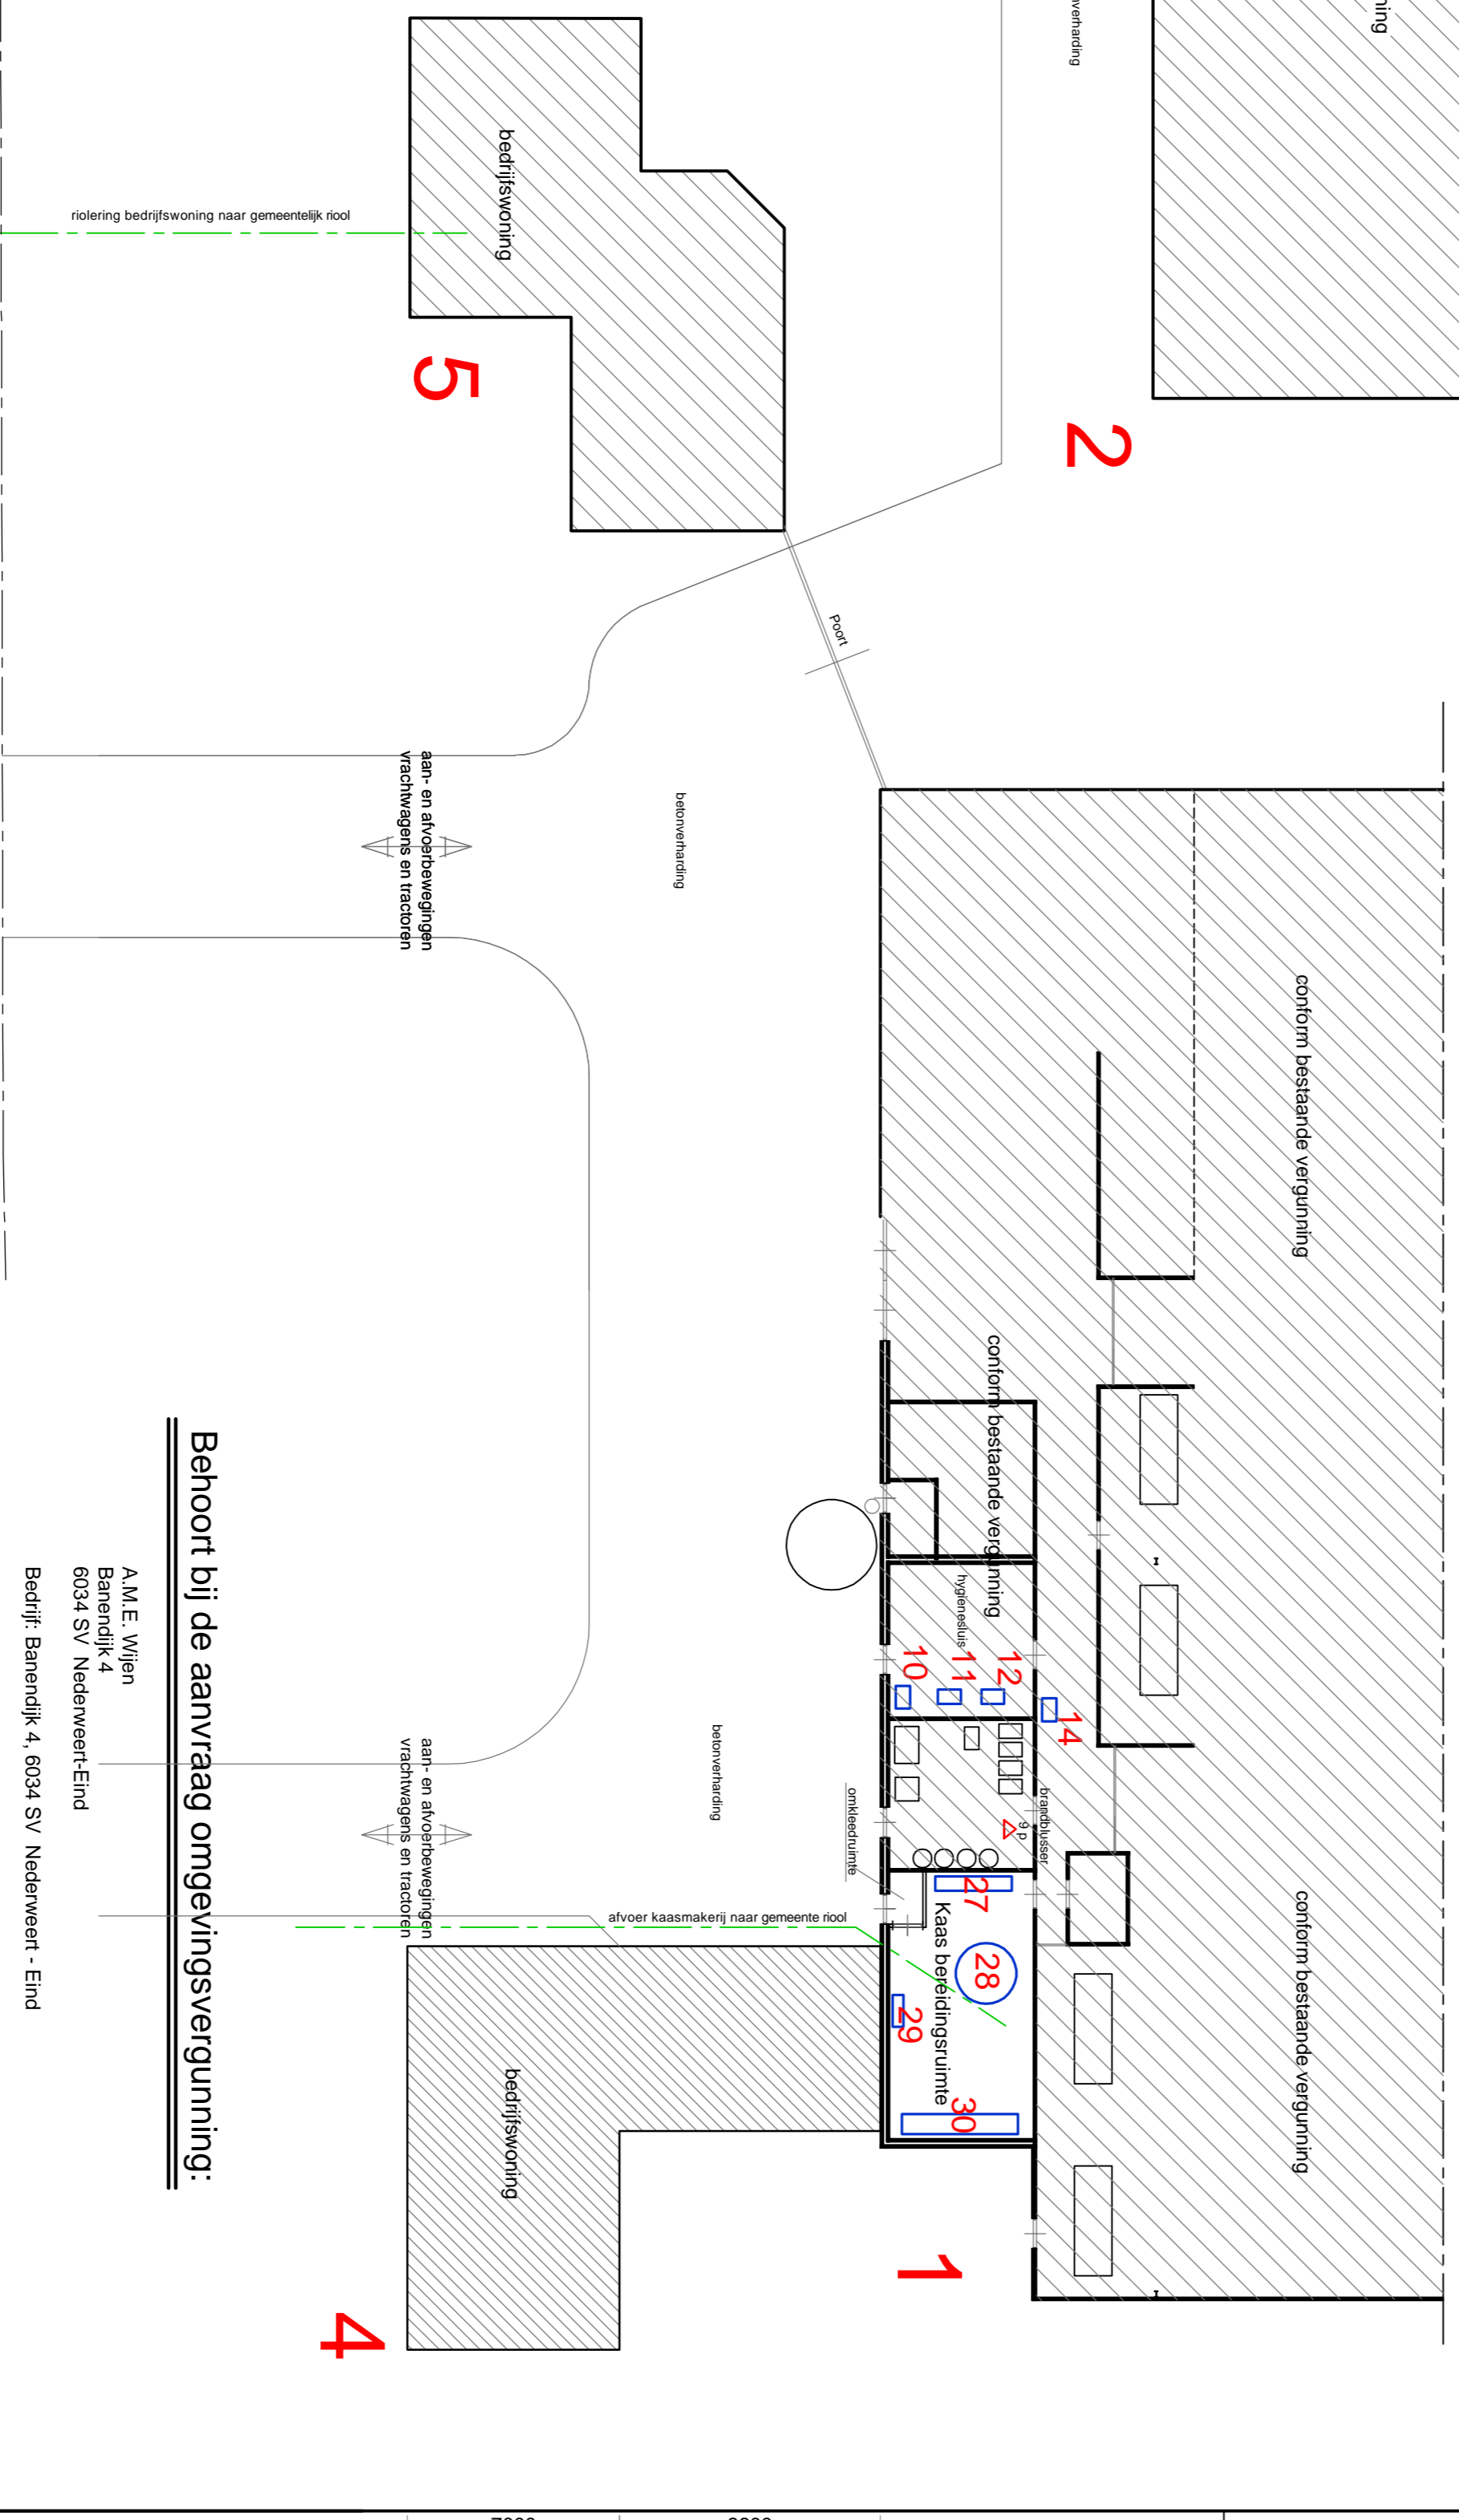 verharding
bedrijfswoning
riolering bedrijfswoning naar gemeentelijk riool
5
2
Poort
aan- en afvoerbewegingen
vrachtwagens en tractoren
betonverharding
conform bestaande vergunning
conform bestaande vergunning
hygienesluis
10
11
12
14
brandblusser
9 p
omkleedruimte
betonverharding
aan- en afvoerbewegingen
vrachtwagens en tractoren
afvoer kaasmakerij naar gemeente riool
27
28
29
30
Kaas bereidingsruimte
conform bestaande vergunning
bedrijfswoning
1
4
Behoort bij de aanvraag omgevingsvergunning:
A.M.E. Wijen
Banendijk 4
6034 SV Nederweert-Eind
Bedrijf: Banendijk 4, 6034 SV Nederweert - Eind